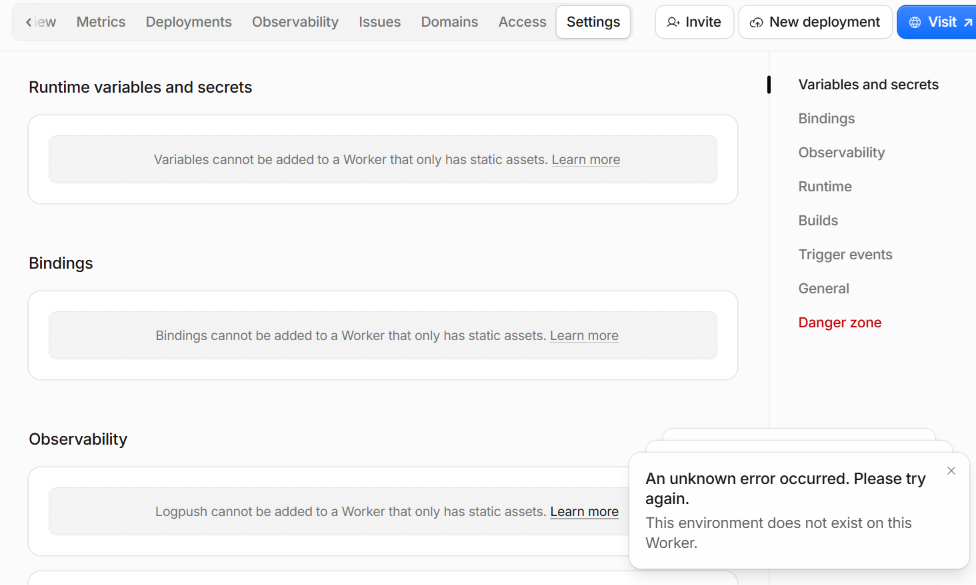 iew Metrics Deployments Observability Issues Domains Access Settings Invite New deployment Visit
Runtime variables and secrets
Variables cannot be added to a Worker that only has static assets. Learn more
Bindings
Bindings cannot be added to a Worker that only has static assets. Learn more
Observability
Logpush cannot be added to a Worker that only has static assets. Learn more
Variables and secrets
Bindings
Observability
Runtime
Builds
Trigger events
General
Danger zone
An unknown error occurred. Please try
again.
This environment does not exist on this
Worker.